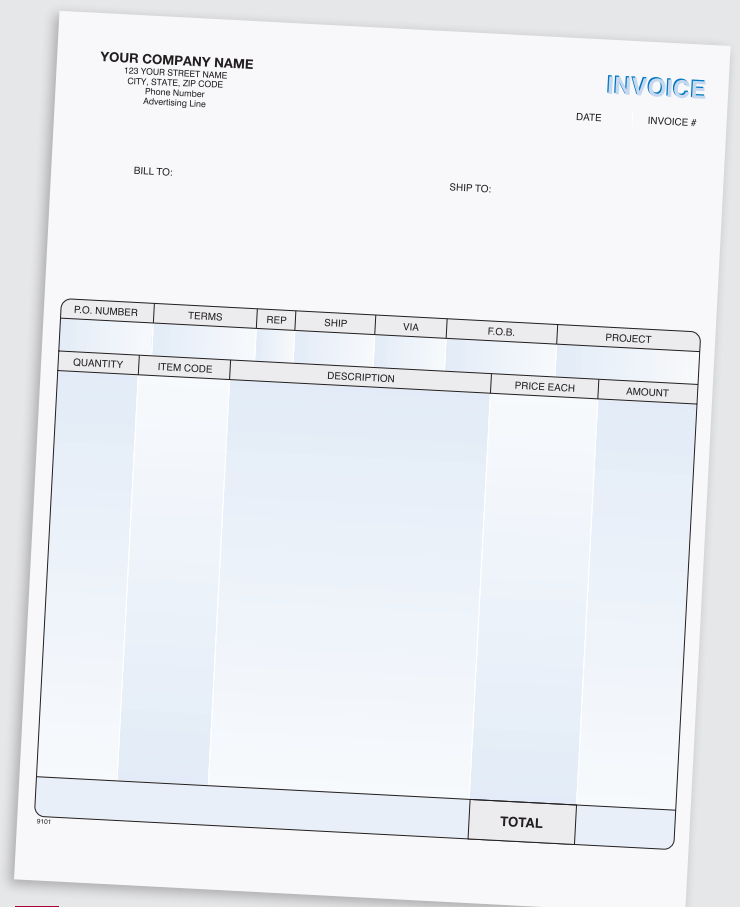 YOUR COMPANY NAME
123 YOUR STREET NAME
CITY, STATE, ZIP CODE
Phone Number
Advertising Line
INVOICE
DATE INVOICE #
BILL TO:
SHIP TO:
P.O. NUMBER TERMS REP SHIP VIA F.O.B. PROJECT
QUANTITY ITEM CODE DESCRIPTION PRICE EACH AMOUNT
TOTAL
9101